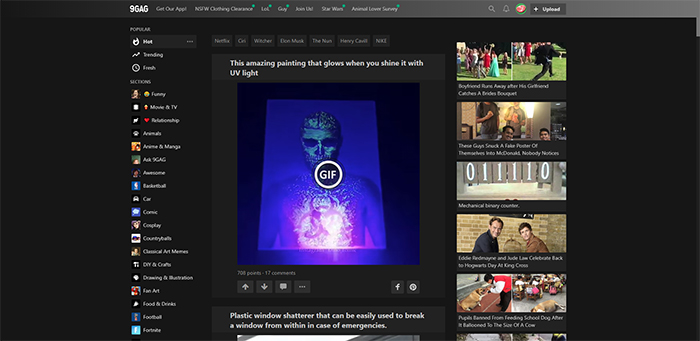 9GAG
Get Our App!
NSFW Clothing Clearance
LoL
Guy
Join Us!
Star Wars
Animal Love Survey
+ Upload
POPULAR
Hot
Trending
Fresh
SECTIONS
Funny
Movie & TV
Relationship
Animals
Anime & Manga
Ask 9GAG
Awesome
Basketball
Car
Comic
Cosplay
Countryballs
Classical Art Memes
DIY & Crafts
Drawing & Illustration
Fan Art
Food & Drinks
Football
Fortnite
Netflix
Ciri
Witcher
Elon Musk
The Nun
Henry Cavill
NIKE
This amazing painting that glows when you shine it with
UV light
GIF
708 points · 17 comments
Plastic window shatterer that can be easily used to break
a window from within in case of emergencies.
Boyfriend Runs Away after His Girlfriend
Catches A Brides Bouquet
These Guys Snuck A Fake Poster Of
Themselves Into McDonald, Nobody Notices
011110
Mechanical binary counter.
Eddie Redmayne and Jude Law Celebrate Back
to Hogwarts Day At King Cross
Pupils Banned From Feeding School Dog After
It Ballooned To The Size Of A Cow